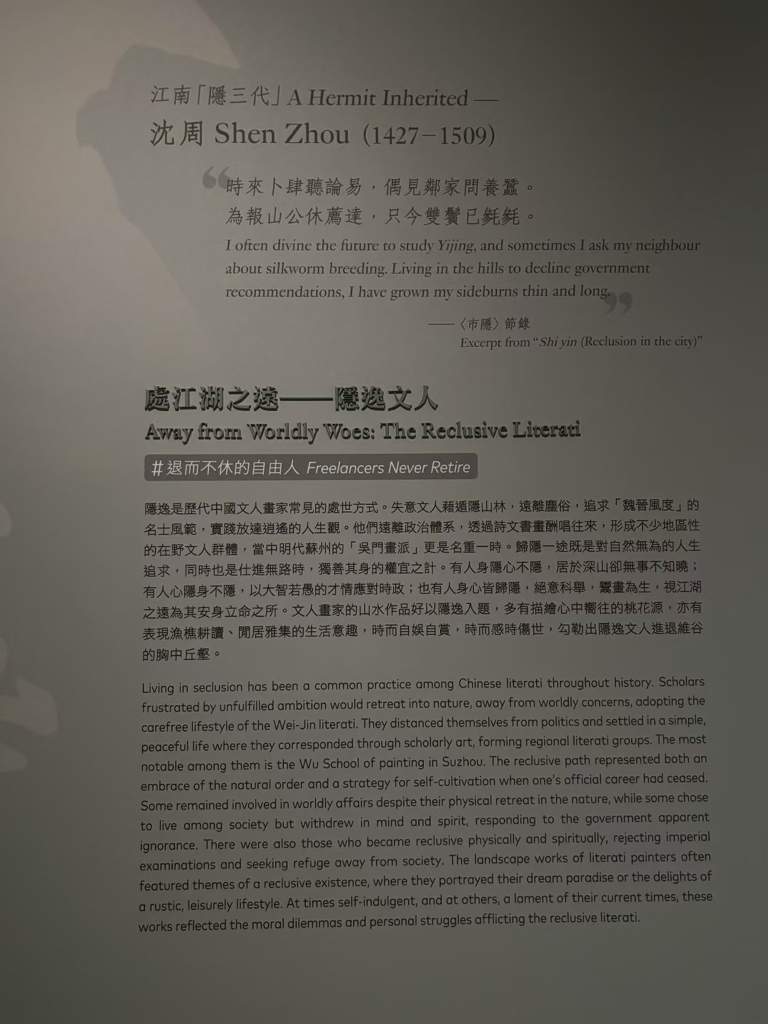 江南「隱三代」A Hermit Inherited —
沈周 Shen Zhou (1427–1509)
“時來卜肆聽論易，偶見鄰家問養蠶。
為報山公休薦達，只今雙鬢已毿毿。
I often divine the future to study Yijing, and sometimes I ask my neighbour
about silkworm breeding. Living in the hills to decline government
recommendations, I have grown my sideburns thin and long.”
——〈市隱〉節錄
Excerpt from “Shi yin (Reclusion in the city)”
處江湖之遠——隱逸文人
Away from Worldly Woes: The Reclusive Literati
#退而不休的自由人 Freelancers Never Retire
隱逸是歷代中國文人畫家常見的處世方式。失意文人藉遁隱山林，遠離塵俗，追求「魏晉風度」的
名士風範，實踐放達逍遙的人生觀。他們遠離政治體系，透過詩文書畫酬唱往來，形成不少地區性
的在野文人群體，當中明代蘇州的「吳門畫派」更是名重一時。歸隱一途既是對自然無為的人生
追求，同時也是仕進無路時，獨善其身的權宜之計。有人身隱心不隱，居於深山卻無事不知曉；
有人心隱身不隱，以大智若愚的才情應對時政；也有人身心皆歸隱，絕意科舉，鬻畫為生，視江湖
之遠為其安身立命之所。文人畫家的山水作品好以隱逸入題，多有描繪心中嚮往的桃花源，亦有
表現漁樵耕讀、閒居雅集的生活意趣，時而自娛自賞，時而感時傷世，勾勒出隱逸文人進退維谷
的胸中丘壑。
Living in seclusion has been a common practice among Chinese literati throughout history. Scholars
frustrated by unfulfilled ambition would retreat into nature, away from worldly concerns, adopting the
carefree lifestyle of the Wei-Jin literati. They distanced themselves from politics and settled in a simple,
peaceful life where they corresponded through scholarly art, forming regional literati groups. The most
notable among them is the Wu School of painting in Suzhou. The reclusive path represented both an
embrace of the natural order and a strategy for self-cultivation when one’s official career had ceased.
Some remained involved in worldly affairs despite their physical retreat in the nature, while some chose
to live among society but withdrew in mind and spirit, responding to the government apparent
ignorance. There were also those who became reclusive physically and spiritually, rejecting imperial
examinations and seeking refuge away from society. The landscape works of literati painters often
featured themes of a reclusive existence, where they portrayed their dream paradise or the delights of
a rustic, leisurely lifestyle. At times self-indulgent, and at others, a lament of their current times, these
works reflected the moral dilemmas and personal struggles afflicting the reclusive literati.